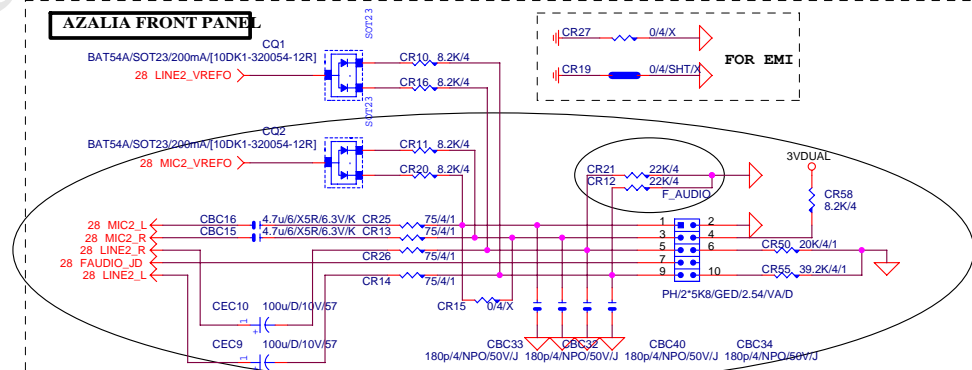 AZALIA FRONT PANEL
CQ1
SOT23
BAT54A/SOT23/200mA/[10DK1-320054-12R]
28 LINE2_VREFO
CR10 8.2K/4
CR16 8.2K/4
SOT23
CR27 0/4/X
CR19 0/4/SHT/X
FOR EMI
CQ2
BAT54A/SOT23/200mA/[10DK1-320054-12R]
28 MIC2_VREFO
CR11 8.2K/4
CR20 8.2K/4
CR21 22K/4
CR12 22K/4
F_AUDIO
3VDUAL
CR58
8.2K/4
28 MIC2_L CBC16 4.7u/6/X5R/6.3V/K CR25 75/4/1
28 MIC2_R CBC15 4.7u/6/X5R/6.3V/K CR13 75/4/1
28 LINE2_R
28 FAUDIO_JD CR26 75/4/1
28 LINE2_L CR14 75/4/1
1 2
3 4
5 6 CR50 20K/4/1
7
9 10 CR55 39.2K/4/1
PH/2*5K8/GED/2.54/VA/D
CR15 0/4/X
CEC10 100u/D/10V/57
1 +
CEC9 100u/D/10V/57
1 +
CBC33 CBC32 CBC40 CBC34
180p/4/NPO/50V/J 180p/4/NPO/50V/J 180p/4/NPO/50V/J 180p/4/NPO/50V/J